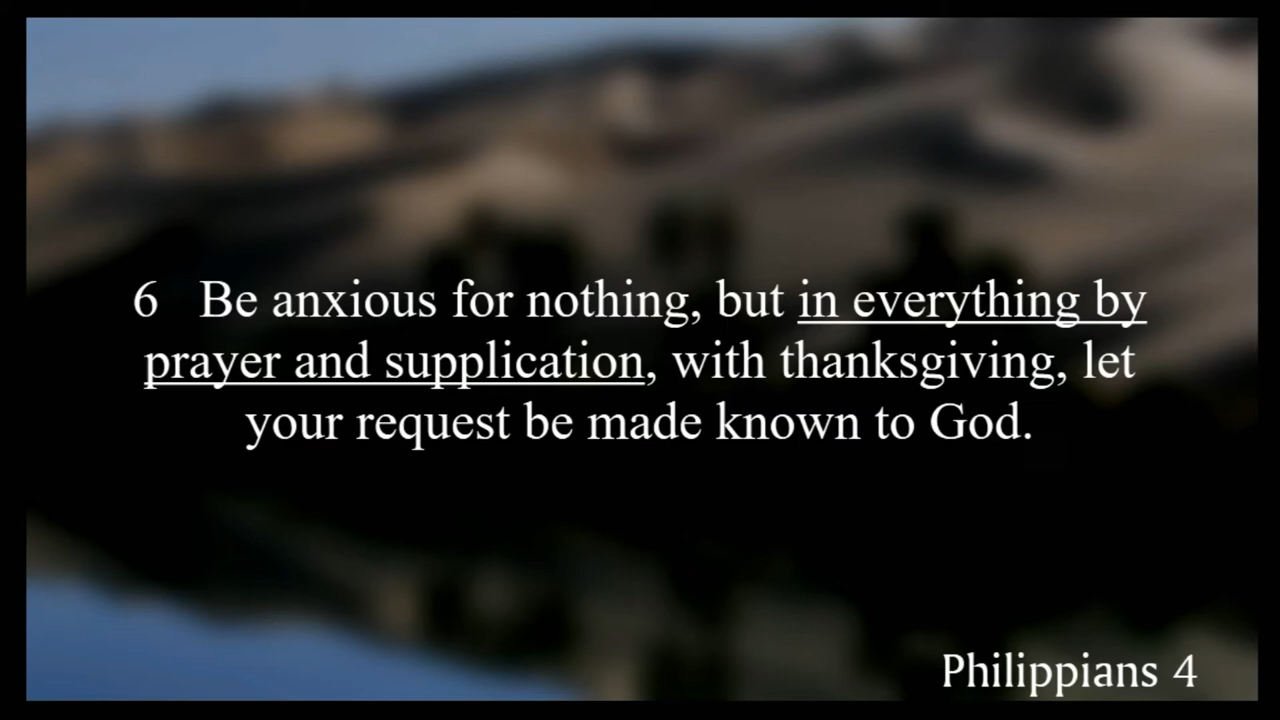 6 Be anxious for nothing, but in everything by
prayer and supplication, with thanksgiving, let
your request be made known to God.
Philippians 4